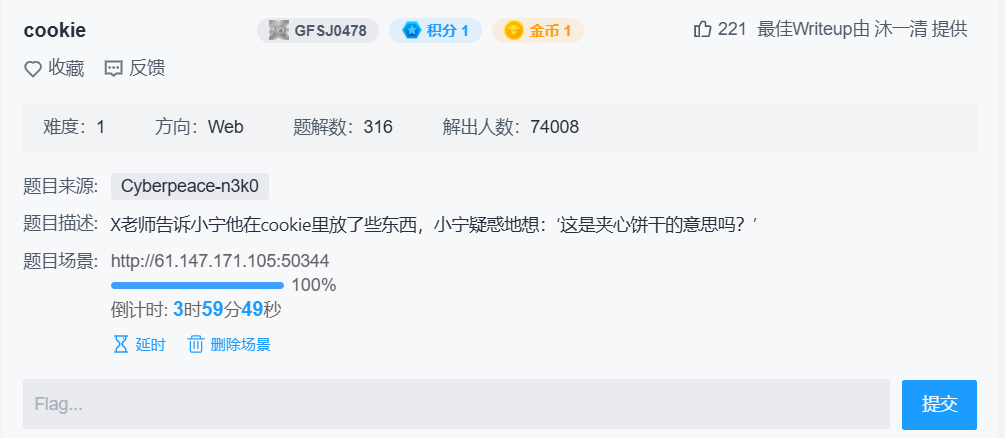 cookie GFSJ0478 积分 1 金币 1 221 最佳Writeup由 沐一清 提供
收藏 反馈
难度：1 方向：Web 题解数：316 解出人数：74008
题目来源: Cyberpeace-n3k0
题目描述: X老师告诉小宁他在cookie里放了些东西，小宁疑惑地想：‘这是夹心饼干的意思吗？’
题目场景: http://61.147.171.105:50344
100%
倒计时: 3时59分49秒
延时 删除场景
Flag... 提交